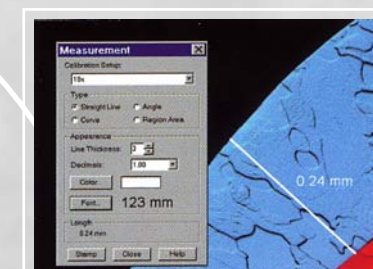 Measurement
Calibration Setup:
10x
Type
Straight Line Angle
Curve Region Area
Appearance
Line Thickness: 3
Decimals: 1.00
Color...
Font... 123 mm
Length
0.24 mm
Stamp Close Help
0.24 mm